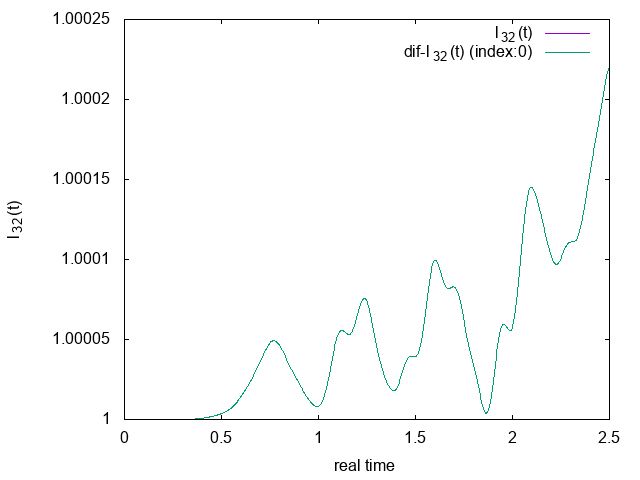 1.00025
I32(t)
dif-I32(t) (index:0)
1.0002
1.00015
I32(t)
1.0001
1.00005
1
0 0.5 1 1.5 2 2.5
real time